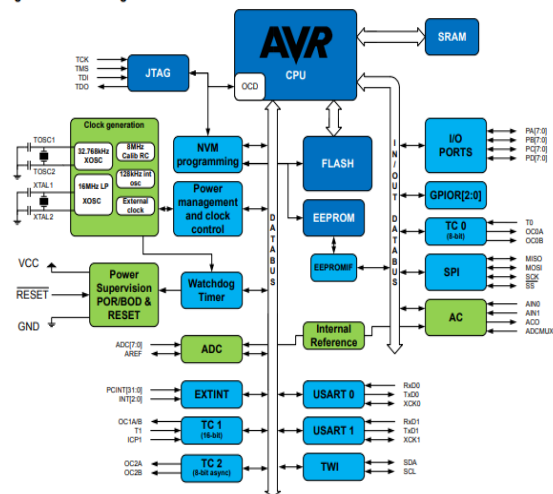 AVR
CPU
OCD
SRAM
TCK
TMS
TDI
TDO
JTAG
Clock generation
TOSC1
32.768kHz
XOSC
8MHz
Calib RC
TOSC2
128kHz int
osc
XTAL1
16MHz LP
XOSC
External
clock
XTAL2
NVM
programming
Power
management and
clock control
FLASH
EEPROM
EEPROMIF
IN/OUT DATABUS
DATABUS
I/O
PORTS
PA[7:0]
PB[7:0]
PC[7:0]
PD[7:0]
GPIOR[2:0]
TC 0
(8-bit)
T0
OC0A
OC0B
SPI
MISO
MOSI
SCK
SS
AC
AIN0
AIN1
ACO
ADCMUX
VCC
RESET
GND
Power
Supervision
POR/BOD &
RESET
Watchdog
Timer
Internal
Reference
ADC[7:0]
AREF
ADC
PCINT[31:0]
INT[2:0]
EXTINT
USART 0
RxD0
TxD0
XCK0
OC1A/B
T1
ICP1
TC 1
(16-bit)
USART 1
RxD1
TxD1
XCK1
OC2A
OC2B
TC 2
(8-bit async)
TWI
SDA
SCL